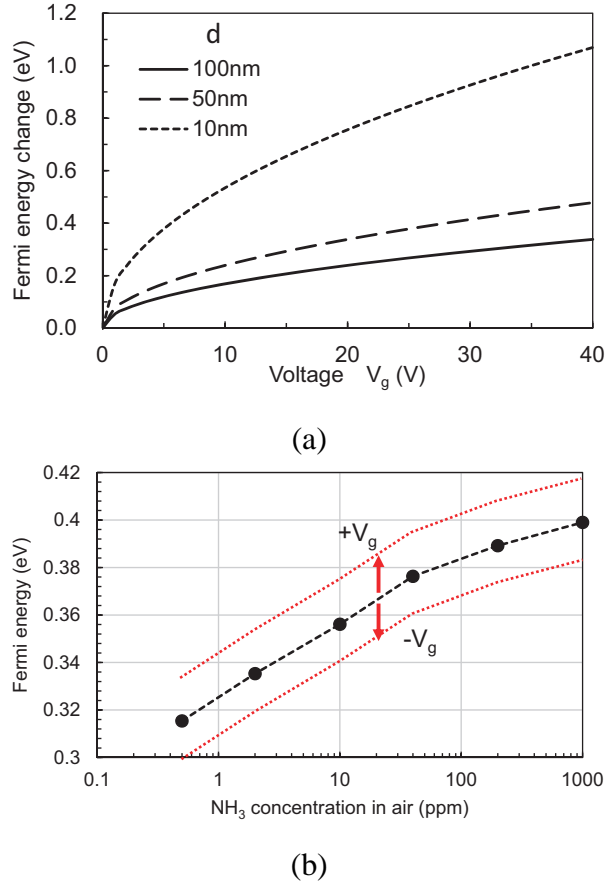 d
100nm
50nm
10nm
Fermi energy change (eV)
1.2
1.0
0.8
0.6
0.4
0.2
0.0
0 10 20 30 40
Voltage V_g (V)
(a)
Fermi energy (eV)
0.42
0.4
0.38
0.36
0.34
0.32
0.3
+V_g
-V_g
0.1 1 10 100 1000
NH₃ concentration in air (ppm)
(b)